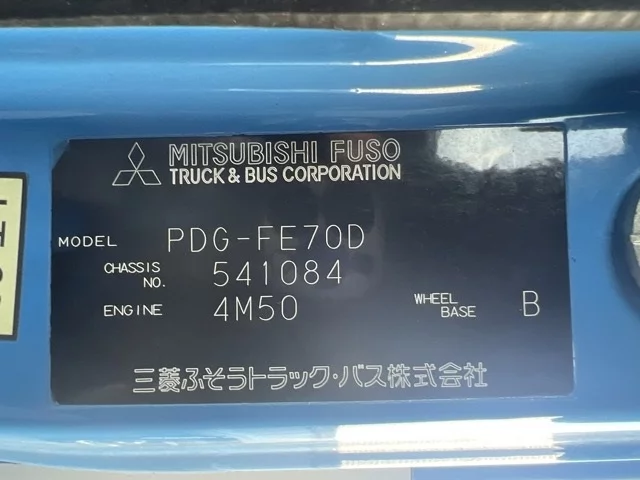 MITSUBISHI FUSO
TRUCK & BUS CORPORATION
MODEL PDG-FE70D
CHASSIS NO. 541084
ENGINE 4M50 WHEEL BASE B
三菱ふそうトラック・バス株式会社